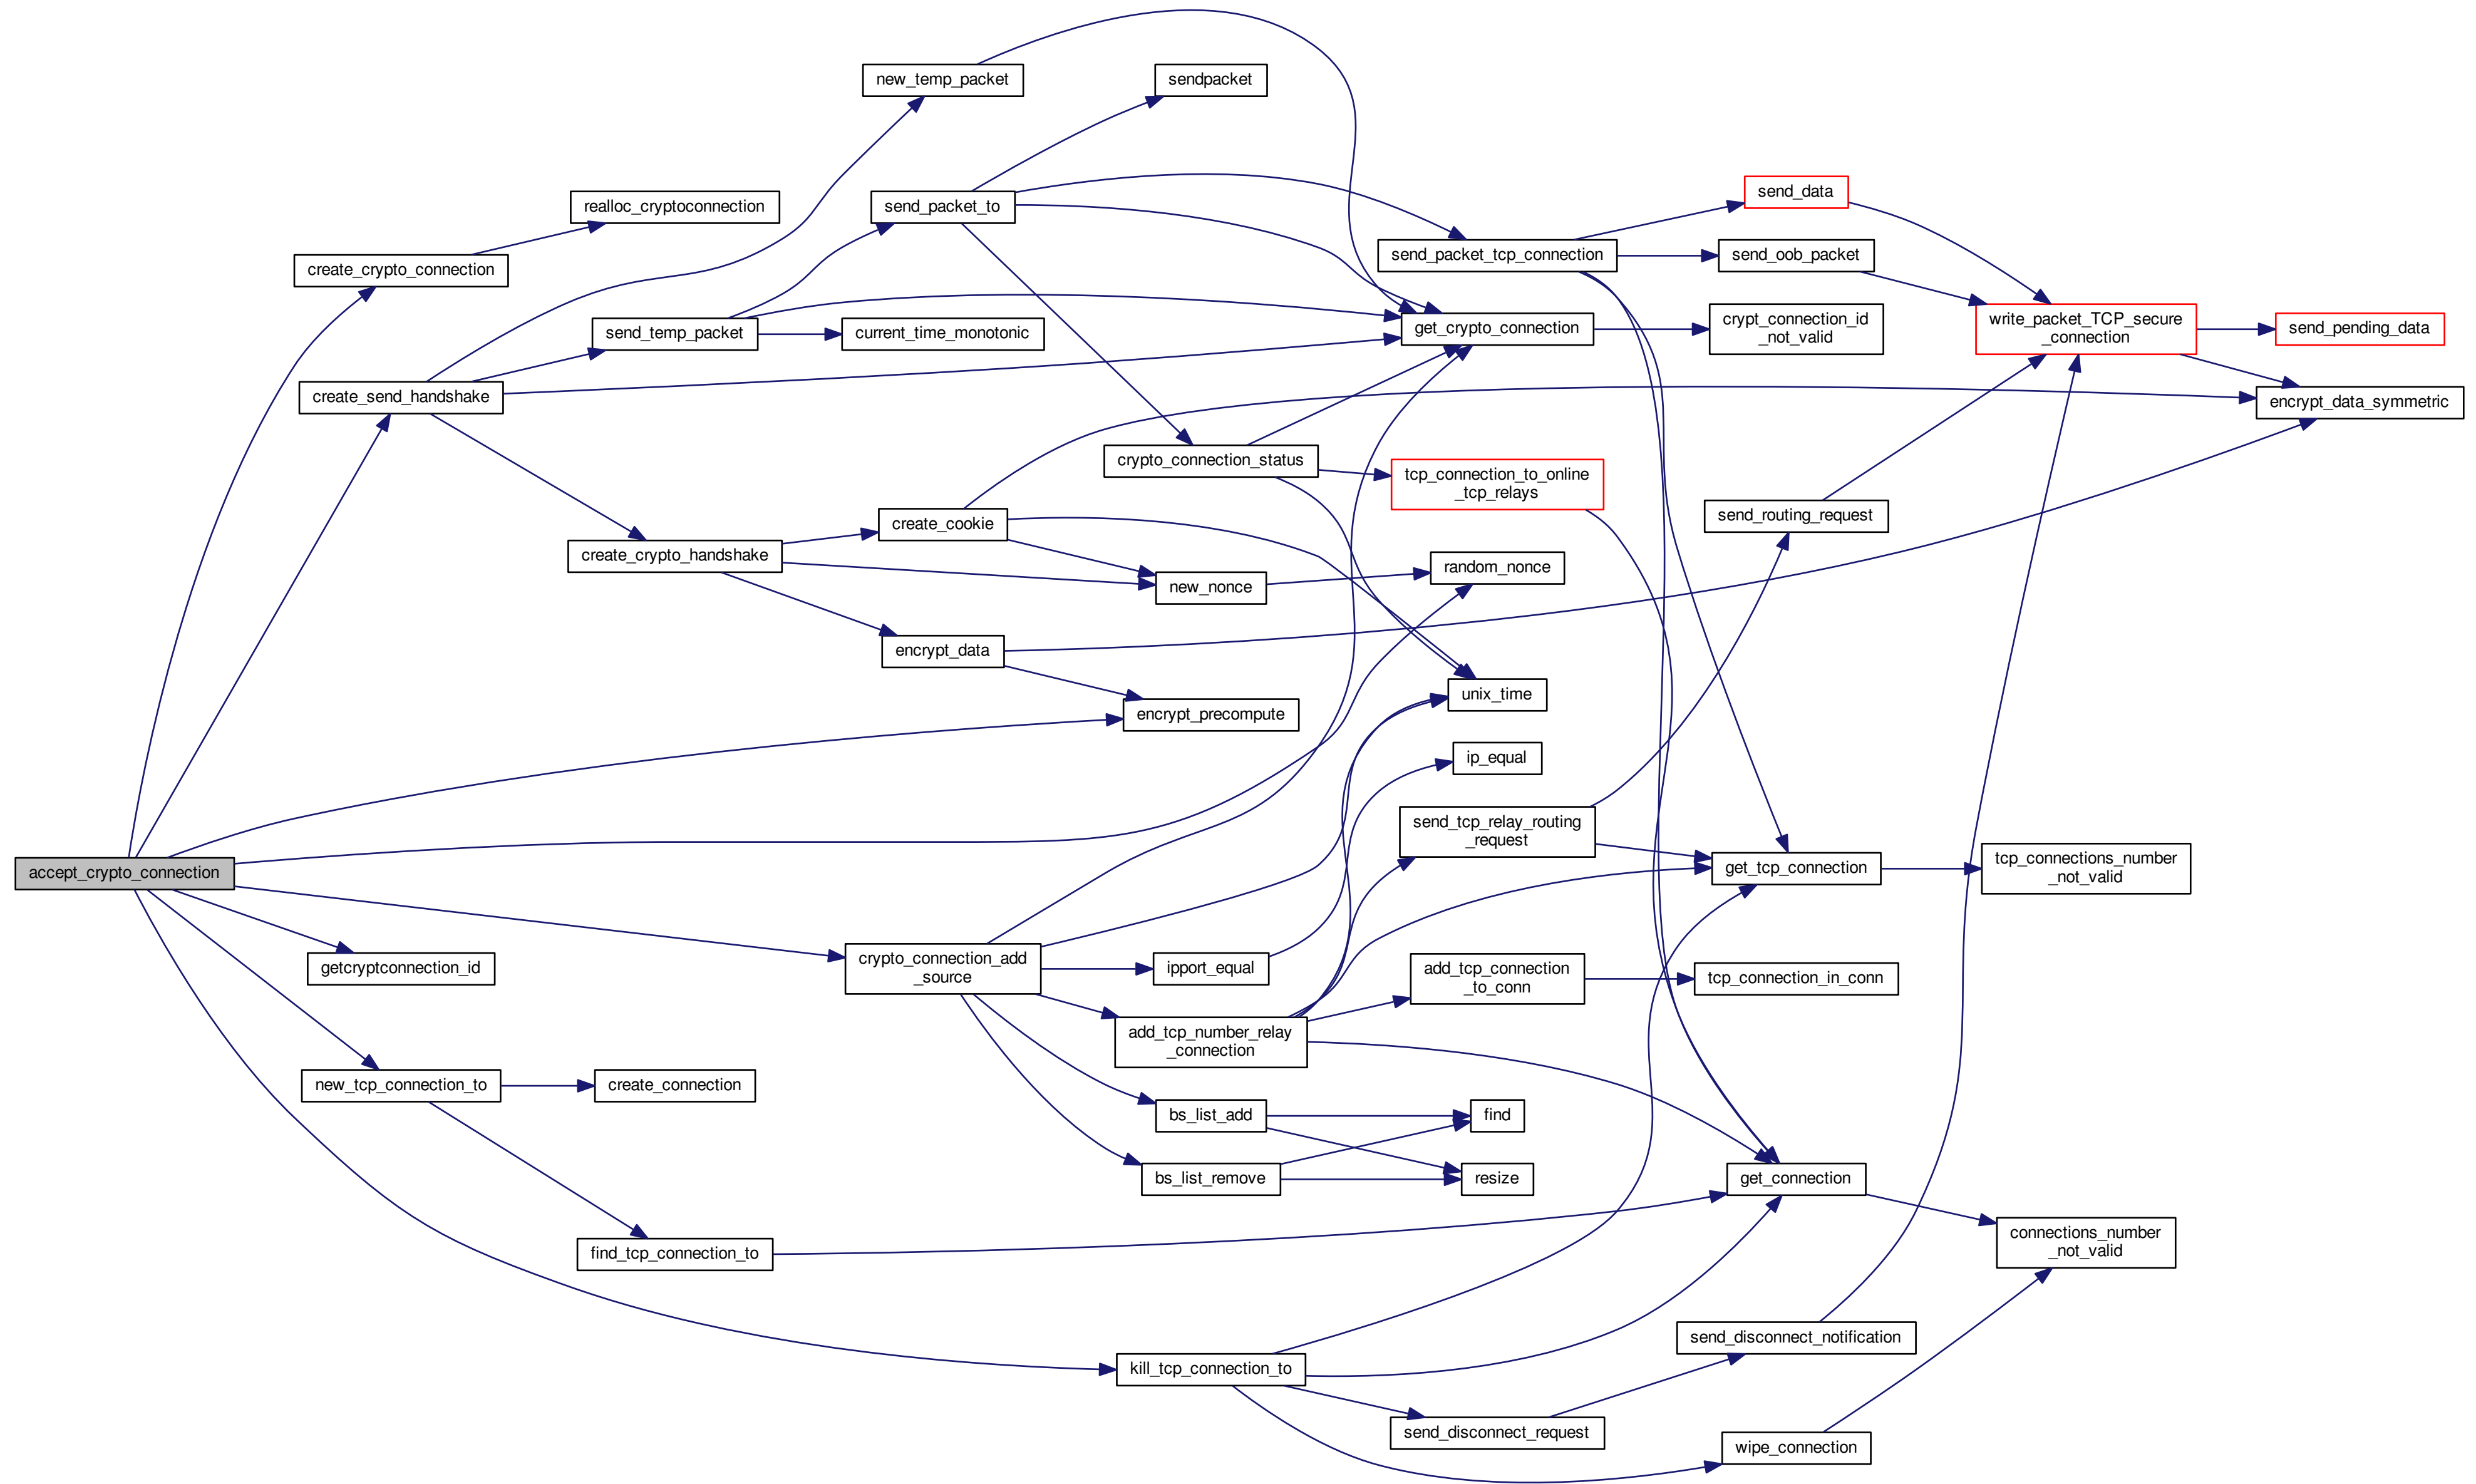 new_temp_packet
sendpacket
realloc_cryptoconnection
send_packet_to
send_data
create_crypto_connection
send_packet_tcp_connection
send_oob_packet
send_temp_packet
current_time_monotonic
get_crypto_connection
crypt_connection_id
_not_valid
write_packet_TCP_secure
_connection
send_pending_data
create_send_handshake
encrypt_data_symmetric
crypto_connection_status
tcp_connection_to_online
_tcp_relays
create_cookie
send_routing_request
create_crypto_handshake
new_nonce
random_nonce
encrypt_data
unix_time
encrypt_precompute
ip_equal
send_tcp_relay_routing
_request
accept_crypto_connection
get_tcp_connection
tcp_connections_number
_not_valid
getcryptconnection_id
crypto_connection_add
_source
ipport_equal
add_tcp_connection
_to_conn
tcp_connection_in_conn
add_tcp_number_relay
_connection
new_tcp_connection_to
create_connection
bs_list_add
find
bs_list_remove
resize
get_connection
find_tcp_connection_to
connections_number
_not_valid
send_disconnect_notification
kill_tcp_connection_to
send_disconnect_request
wipe_connection